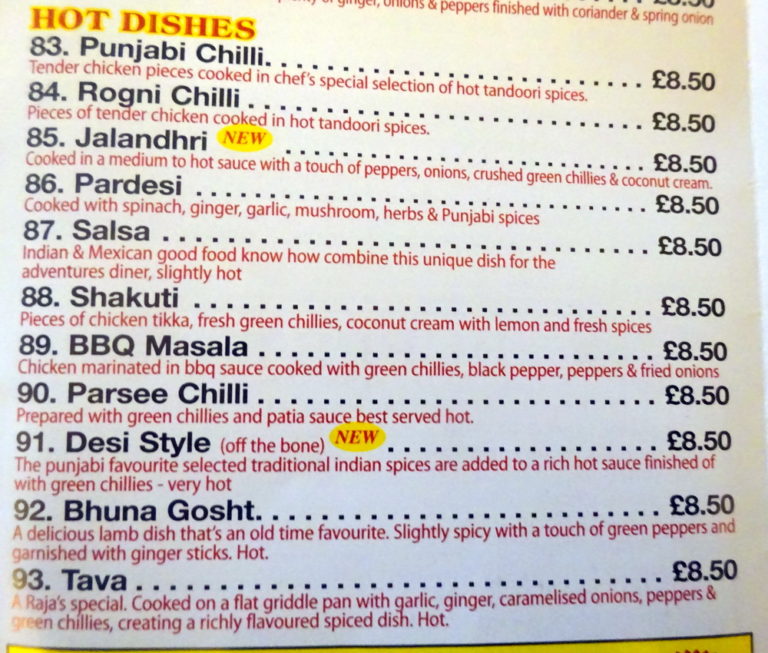 ginger, onions & peppers finished with coriander & spring onion
HOT DISHES
83. Punjabi Chilli. . . . . . . . . . . . . . . . . . . . . . . . . . £8.50
Tender chicken pieces cooked in chef's special selection of hot tandoori spices.
84. Rogni Chilli . . . . . . . . . . . . . . . . . . . . . . . . . . . £8.50
Pieces of tender chicken cooked in hot tandoori spices.
85. Jalandhri NEW . . . . . . . . . . . . . . . . . . . . . . . . £8.50
Cooked in a medium to hot sauce with a touch of peppers, onions, crushed green chillies & coconut cream.
86. Pardesi . . . . . . . . . . . . . . . . . . . . . . . . . . . . . . £8.50
Cooked with spinach, ginger, garlic, mushroom, herbs & Punjabi spices
87. Salsa . . . . . . . . . . . . . . . . . . . . . . . . . . . . . . . . £8.50
Indian & Mexican good food know how combine this unique dish for the
adventures diner, slightly hot
88. Shakuti . . . . . . . . . . . . . . . . . . . . . . . . . . . . . . £8.50
Pieces of chicken tikka, fresh green chillies, coconut cream with lemon and fresh spices
89. BBQ Masala . . . . . . . . . . . . . . . . . . . . . . . . . . £8.50
Chicken marinated in bbq sauce cooked with green chillies, black pepper, peppers & fried onions
90. Parsee Chilli . . . . . . . . . . . . . . . . . . . . . . . . . . £8.50
Prepared with green chillies and patia sauce best served hot.
91. Desi Style (off the bone) NEW . . . . . . . . . . . . . . . . . £8.50
The punjabi favourite selected traditional indian spices are added to a rich hot sauce finished of
with green chillies - very hot
92. Bhuna Gosht. . . . . . . . . . . . . . . . . . . . . . . . . . £8.50
A delicious lamb dish that's an old time favourite. Slightly spicy with a touch of green peppers and
garnished with ginger sticks. Hot.
93. Tava . . . . . . . . . . . . . . . . . . . . . . . . . . . . . . . . . £8.50
A Raja's special. Cooked on a flat griddle pan with garlic, ginger, caramelised onions, peppers &
green chillies, creating a richly flavoured spiced dish. Hot.